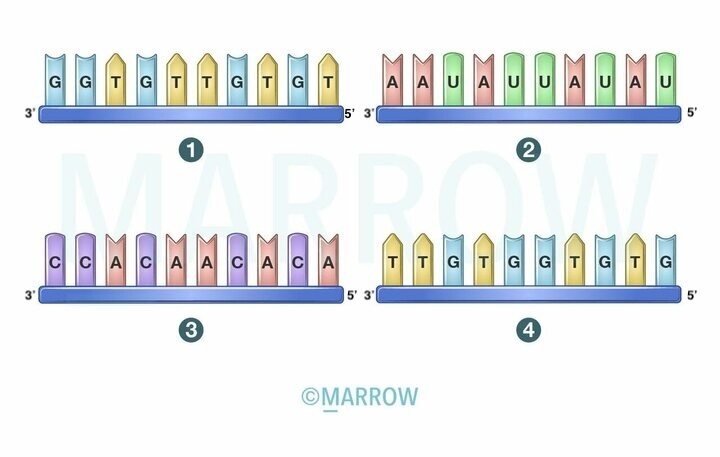 G G T G T T G T G T
3' 5'
1
A A U A U U A U A U
3' 5'
2
MARROW
C C A C A A C A C A
3' 5'
3
T T G T G G T G T G
3' 5'
4
©MARROW